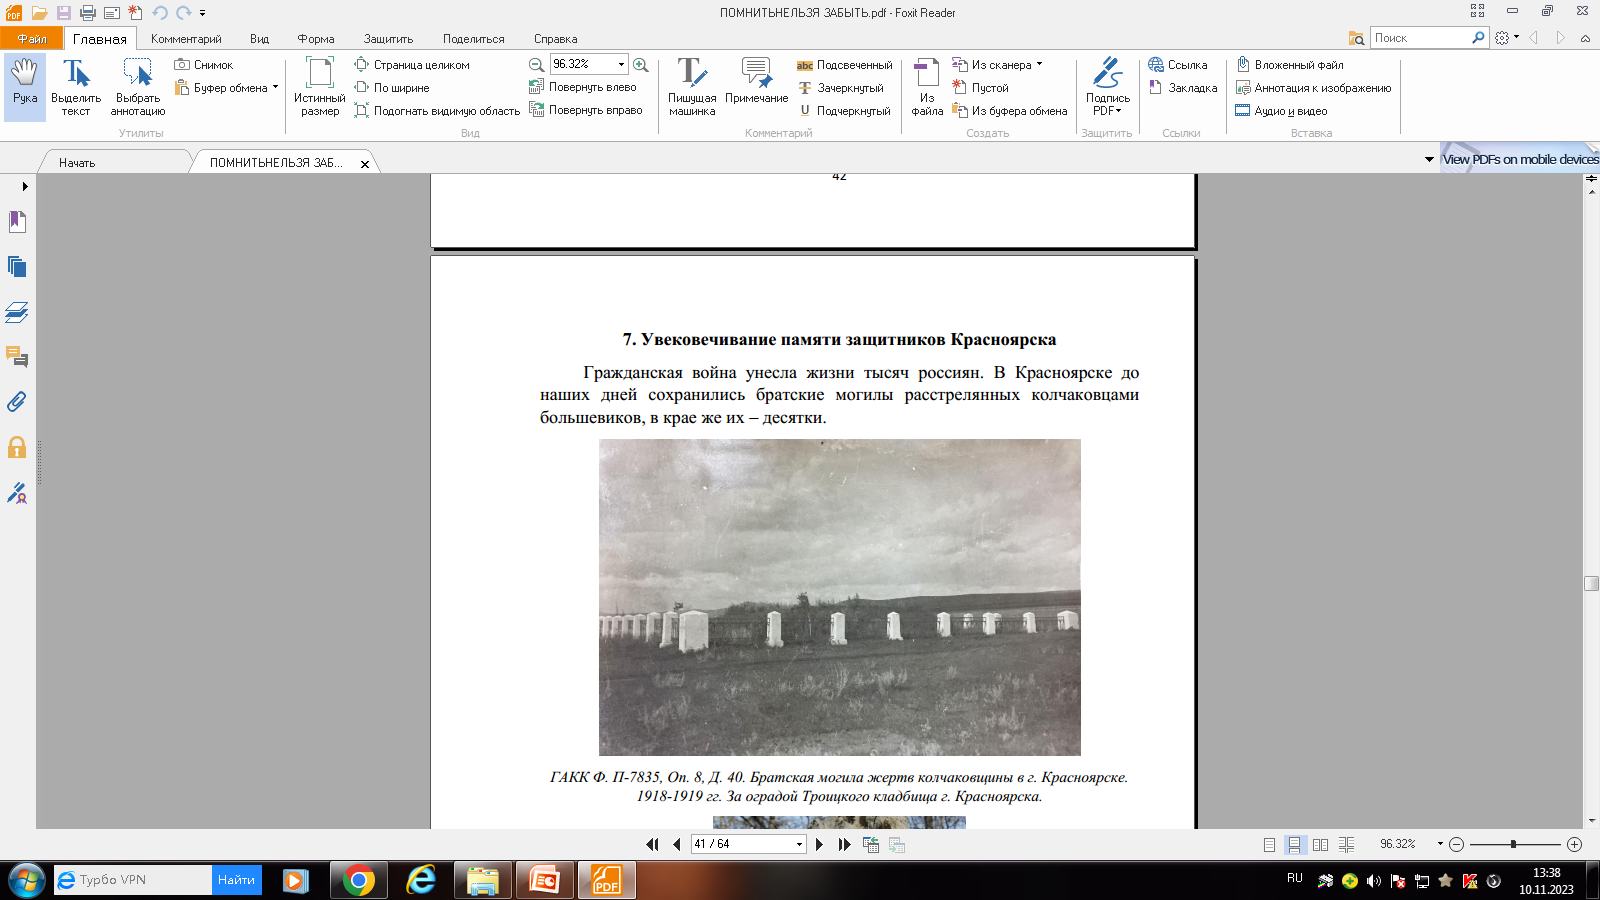 ПОМНИТЬНЕЛЬЗЯ ЗАБЫТЬ.pdf - Foxit Reader
Файл Главная Комментарий Вид Форма Защитить Поделиться Справка Поиск
Рука
Выделить текст
Выбрать аннотацию
Снимок
Буфер обмена
Утилиты
Истинный размер
Страница целиком
По ширине
Подогнать видимую область
96.32%
Повернуть влево
Повернуть вправо
Вид
Пишущая машинка
Примечание
abc Подсвеченный
Зачеркнутый
Подчеркнутый
Комментарий
Из файла
Из сканера
Пустой
Из буфера обмена
Создать
Подпись PDF
Защитить
Ссылка
Закладка
Ссылки
Вложенный файл
Аннотация к изображению
Аудио и видео
Вставка
Начать ПОМНИТЬНЕЛЬЗЯ ЗАБ... View PDFs on mobile devices
42
7. Увековечивание памяти защитников Красноярска
Гражданская война унесла жизни тысяч россиян. В Красноярске до
наших дней сохранились братские могилы расстрелянных колчаковцами
большевиков, в крае же их – десятки.
ГАКК Ф. П-7835, Оп. 8, Д. 40. Братская могила жертв колчаковщины в г. Красноярске.
1918-1919 гг. За оградой Троицкого кладбища г. Красноярска.
41 / 64 96.32%
Турбо VPN Найти PDF RU 13:38
10.11.2023